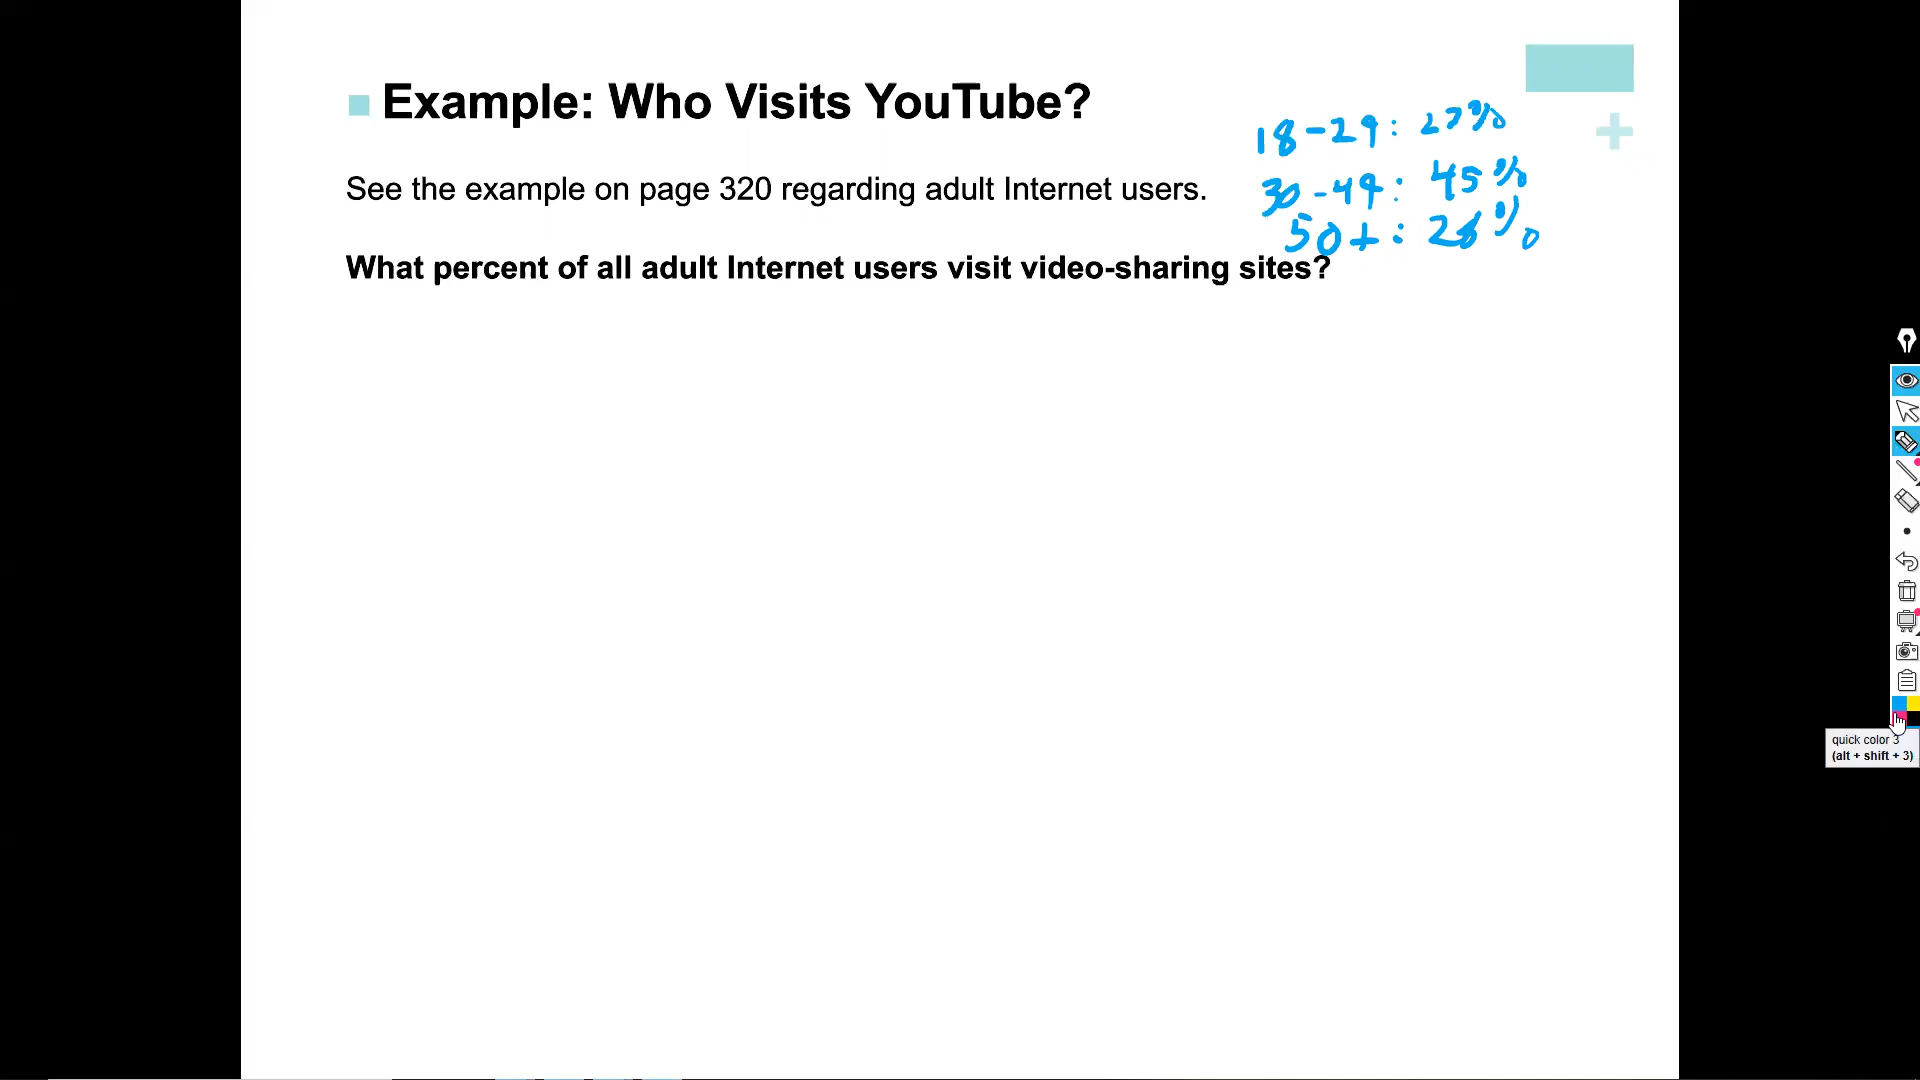 Example: Who Visits YouTube?
18-29: 27%
See the example on page 320 regarding adult Internet users.
30-49: 45%
50+: 28%
What percent of all adult Internet users visit video-sharing sites?
quick color 3
(alt + shift + 3)